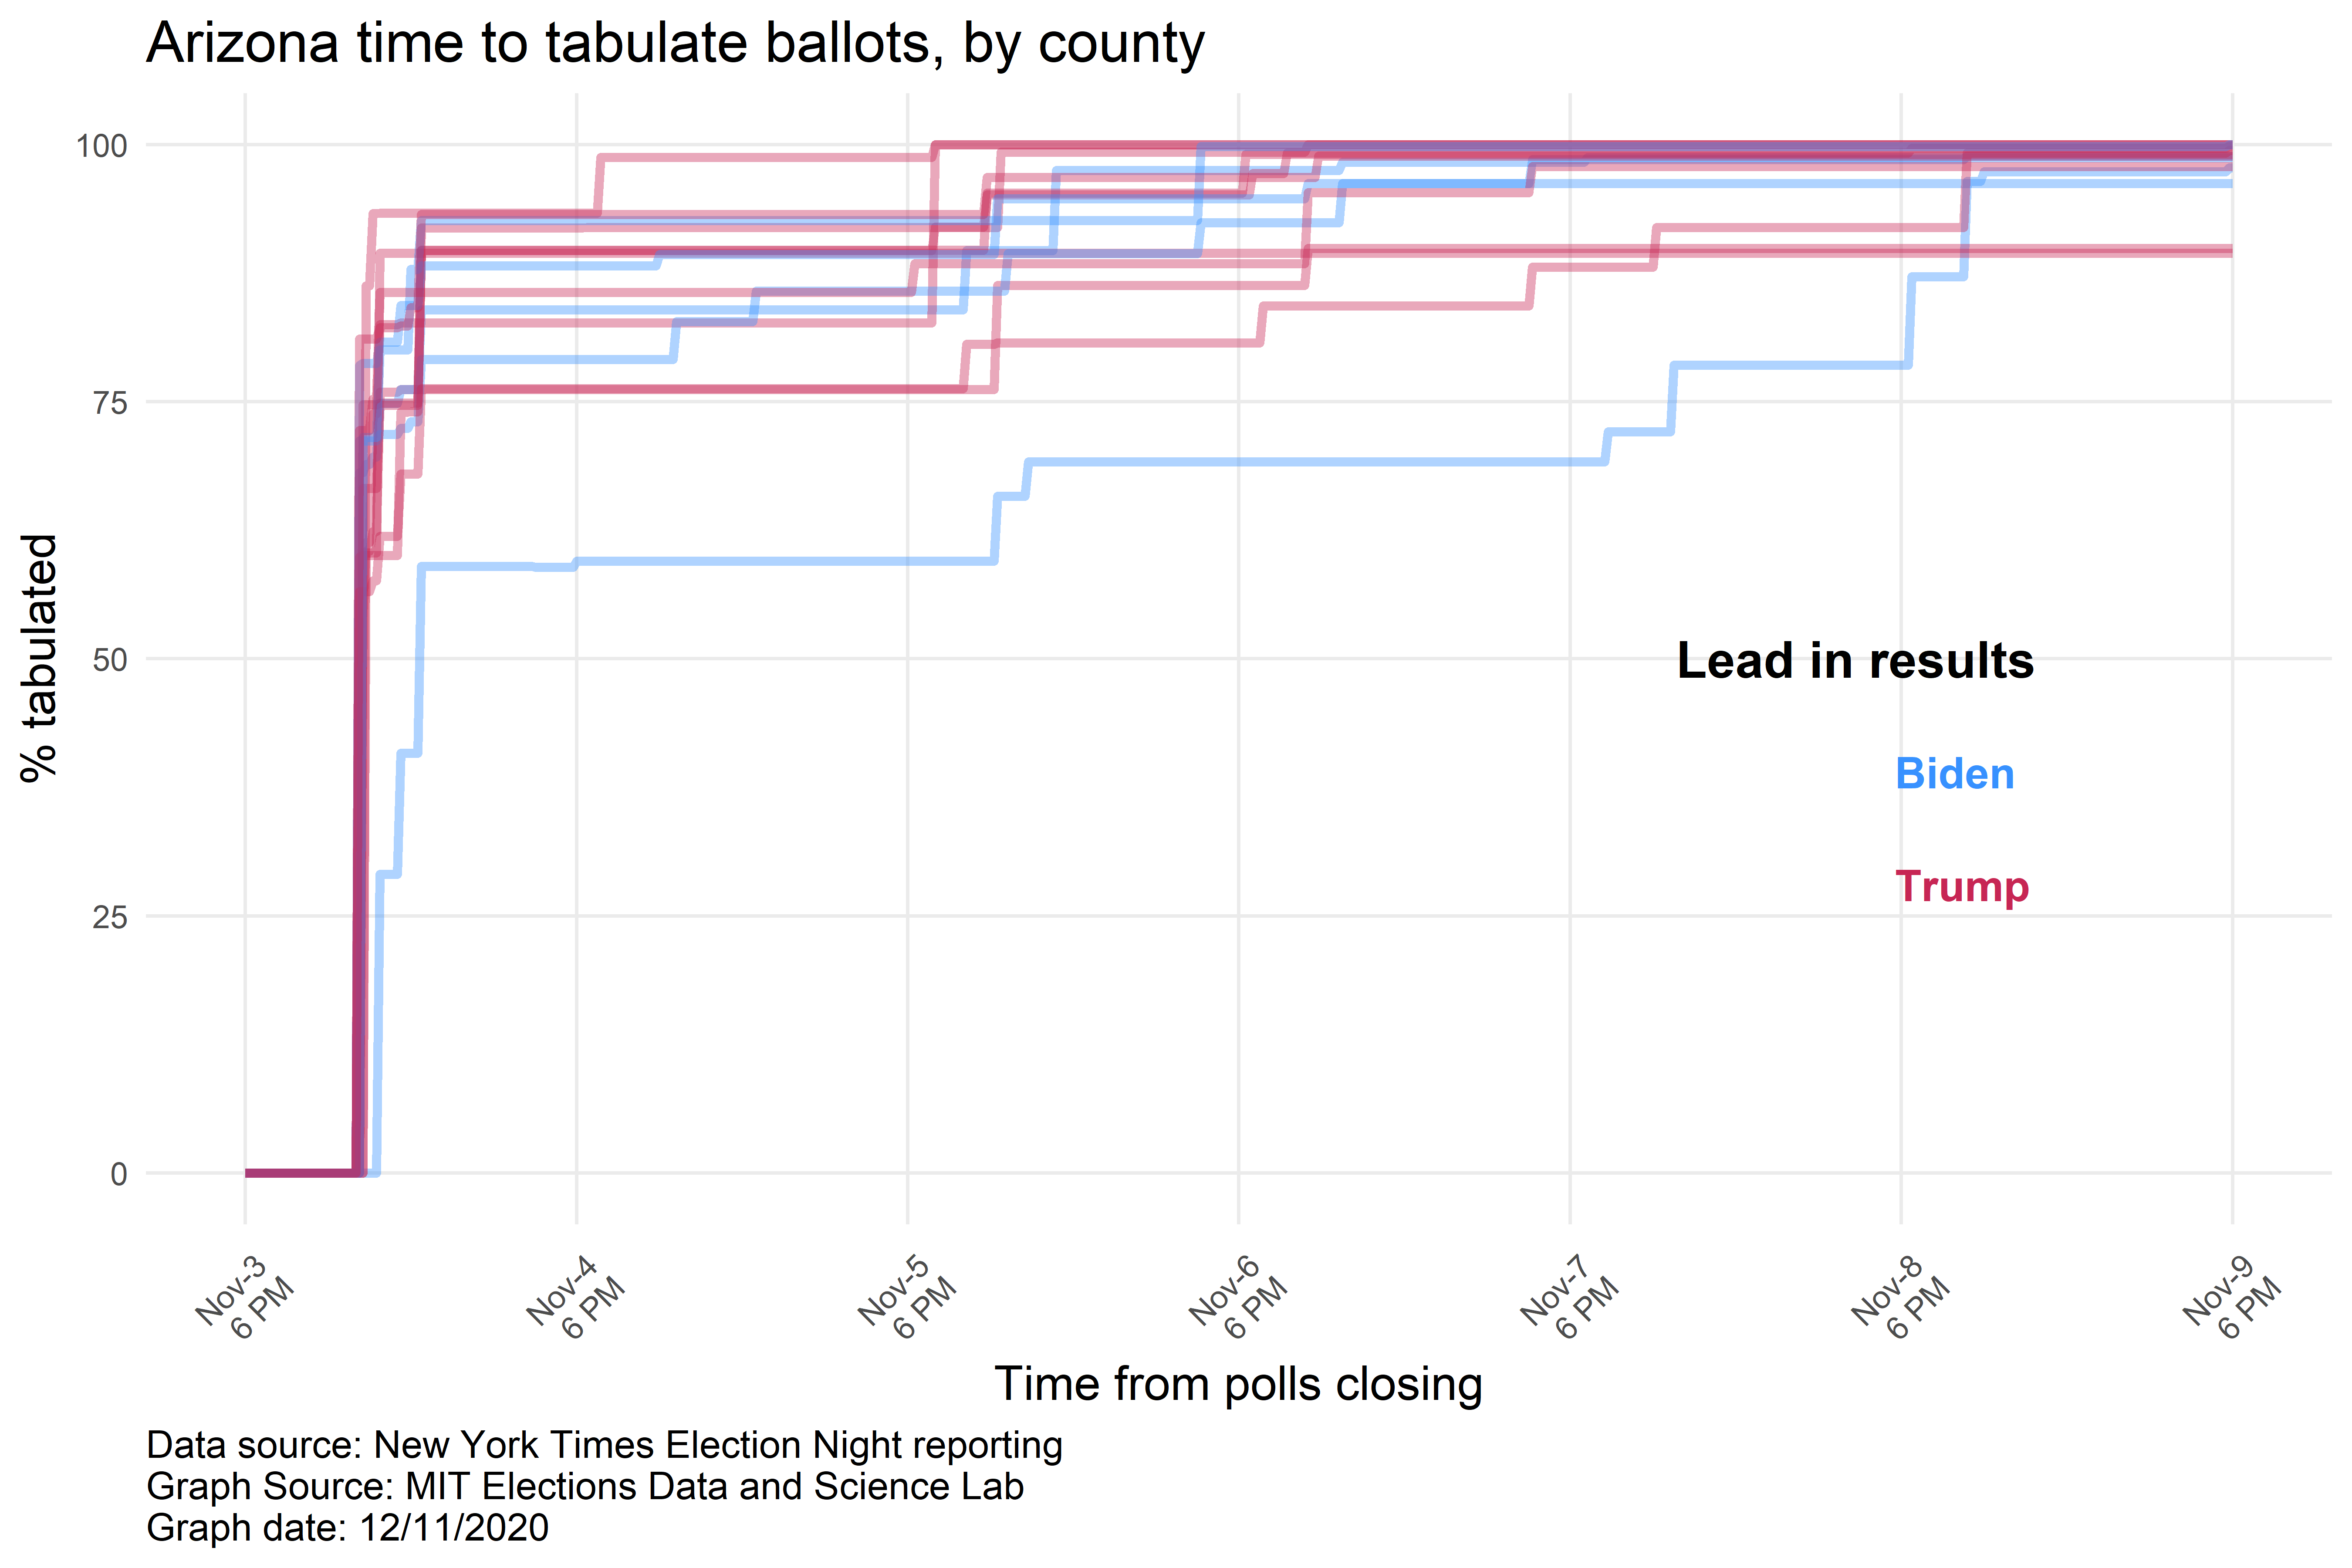 Arizona time to tabulate ballots, by county
100
75
50
25
0
% tabulated
Lead in results
Biden
Trump
Nov-3
6 PM
Nov-4
6 PM
Nov-5
6 PM
Nov-6
6 PM
Nov-7
6 PM
Nov-8
6 PM
Nov-9
6 PM
Time from polls closing
Data source: New York Times Election Night reporting
Graph Source: MIT Elections Data and Science Lab
Graph date: 12/11/2020